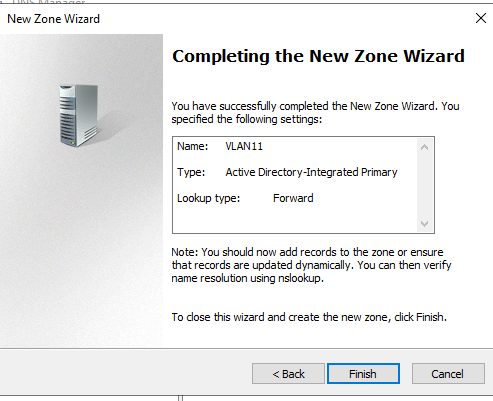 New Zone Wizard
Completing the New Zone Wizard
You have successfully completed the New Zone Wizard. You
specified the following settings:
Name: VLAN11
Type: Active Directory-Integrated Primary
Lookup type: Forward
Note: You should now add records to the zone or ensure
that records are updated dynamically. You can then verify
name resolution using nslookup.
To close this wizard and create the new zone, click Finish.
< Back Finish Cancel